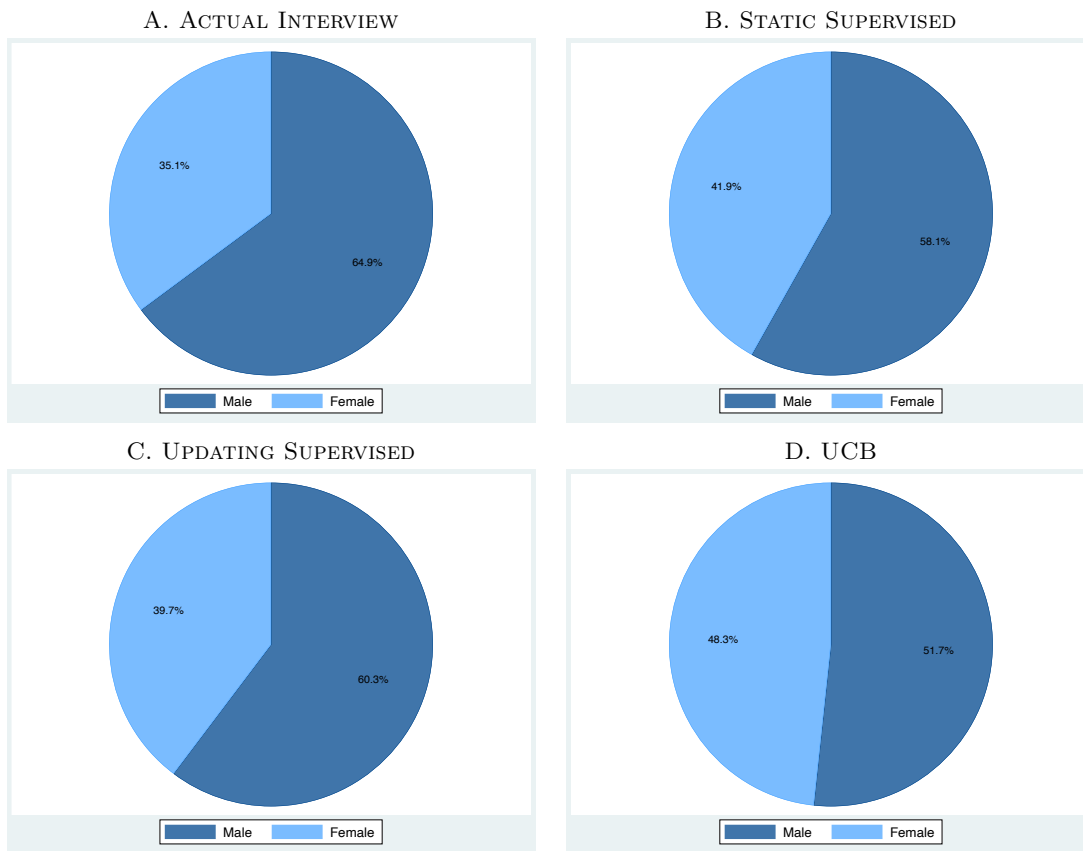 A. ACTUAL INTERVIEW
35.1%
64.9%
Male Female
B. STATIC SUPERVISED
41.9%
58.1%
Male Female
C. UPDATING SUPERVISED
39.7%
60.3%
Male Female
D. UCB
48.3%
51.7%
Male Female